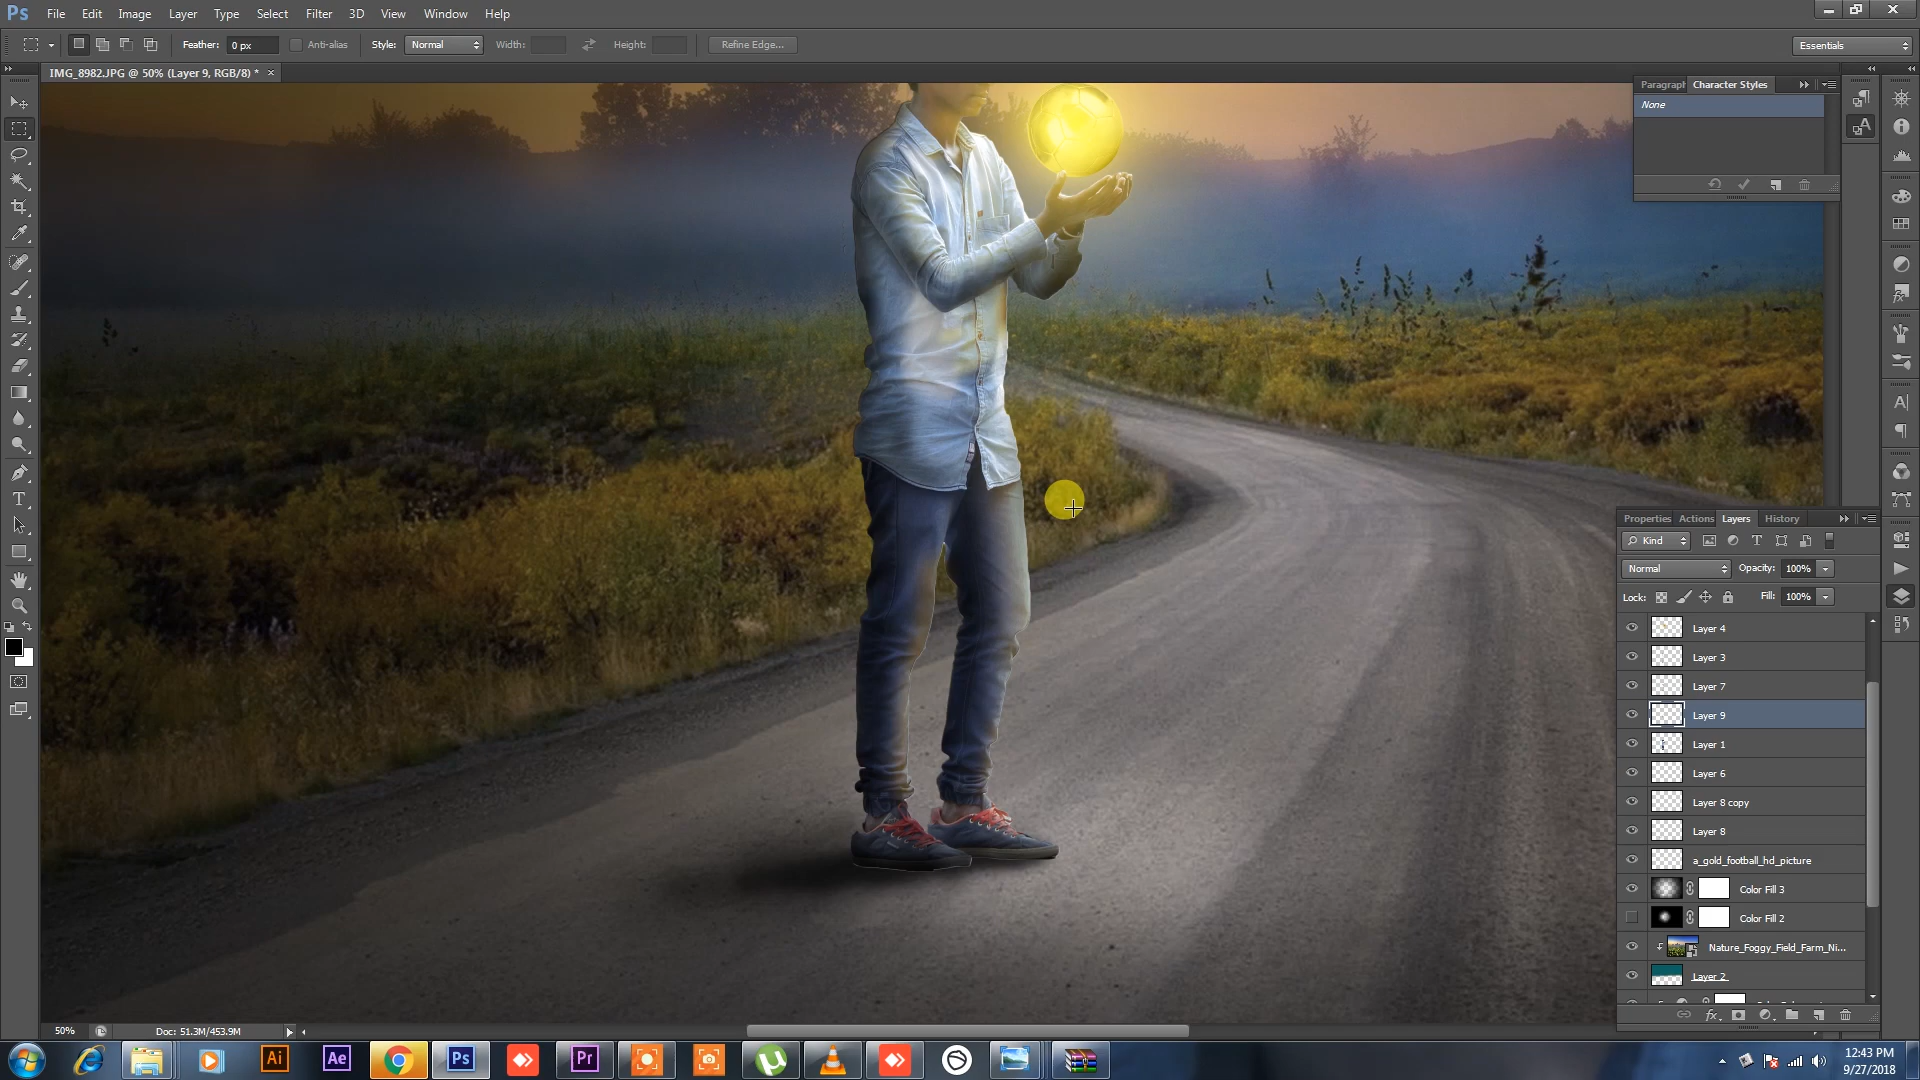 Ps File Edit Image Layer Type Select Filter 3D View Window Help
Feather: 0 px Anti-alias Style: Normal Width: Height: Refine Edge... Essentials
IMG_8982.JPG @ 50% (Layer 9, RGB/8) * ×
Paragraph Character Styles
None
Properties Actions Layers History
Kind
Normal Opacity: 100%
Lock: Fill: 100%
Layer 4
Layer 3
Layer 7
Layer 9
Layer 1
Layer 6
Layer 8 copy
Layer 8
a_gold_football_hd_picture
Color Fill 3
Color Fill 2
Nature_Foggy_Field_Farm_Ni...
Layer 2
50% Doc: 51.3M/453.9M
Ai Ae Ps Pr
12:43 PM
9/27/2018